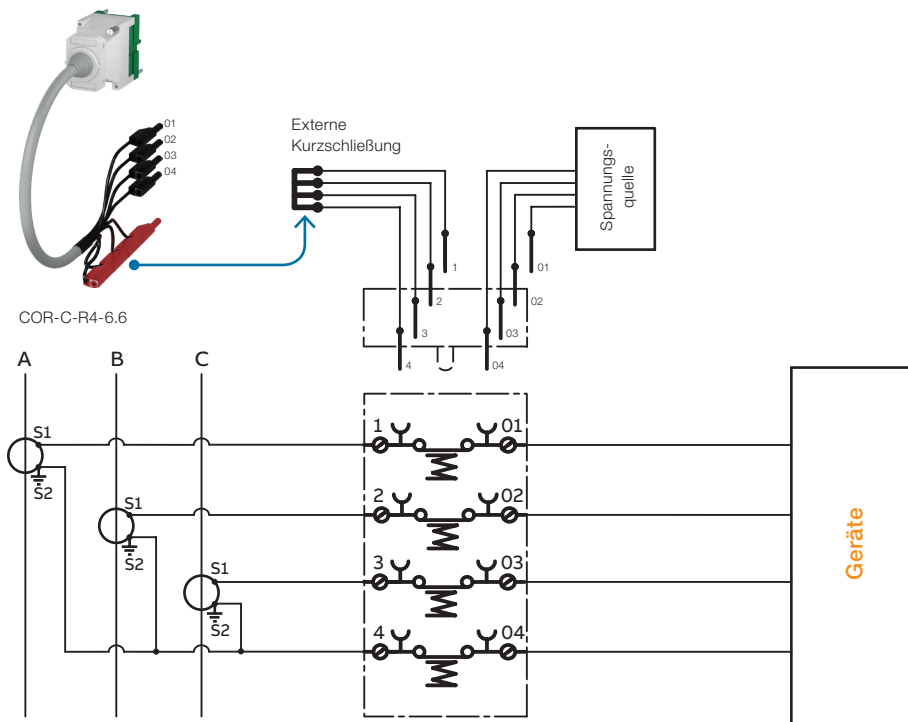 01
02
03
04
Externe
Kurzschließung
Spannungs-
quelle
1
01
2
02
3
03
4
04
COR-C-R4-6.6
A
B
C
S1
S2
S1
S2
S1
S2
1
01
2
02
3
03
4
04
Geräte